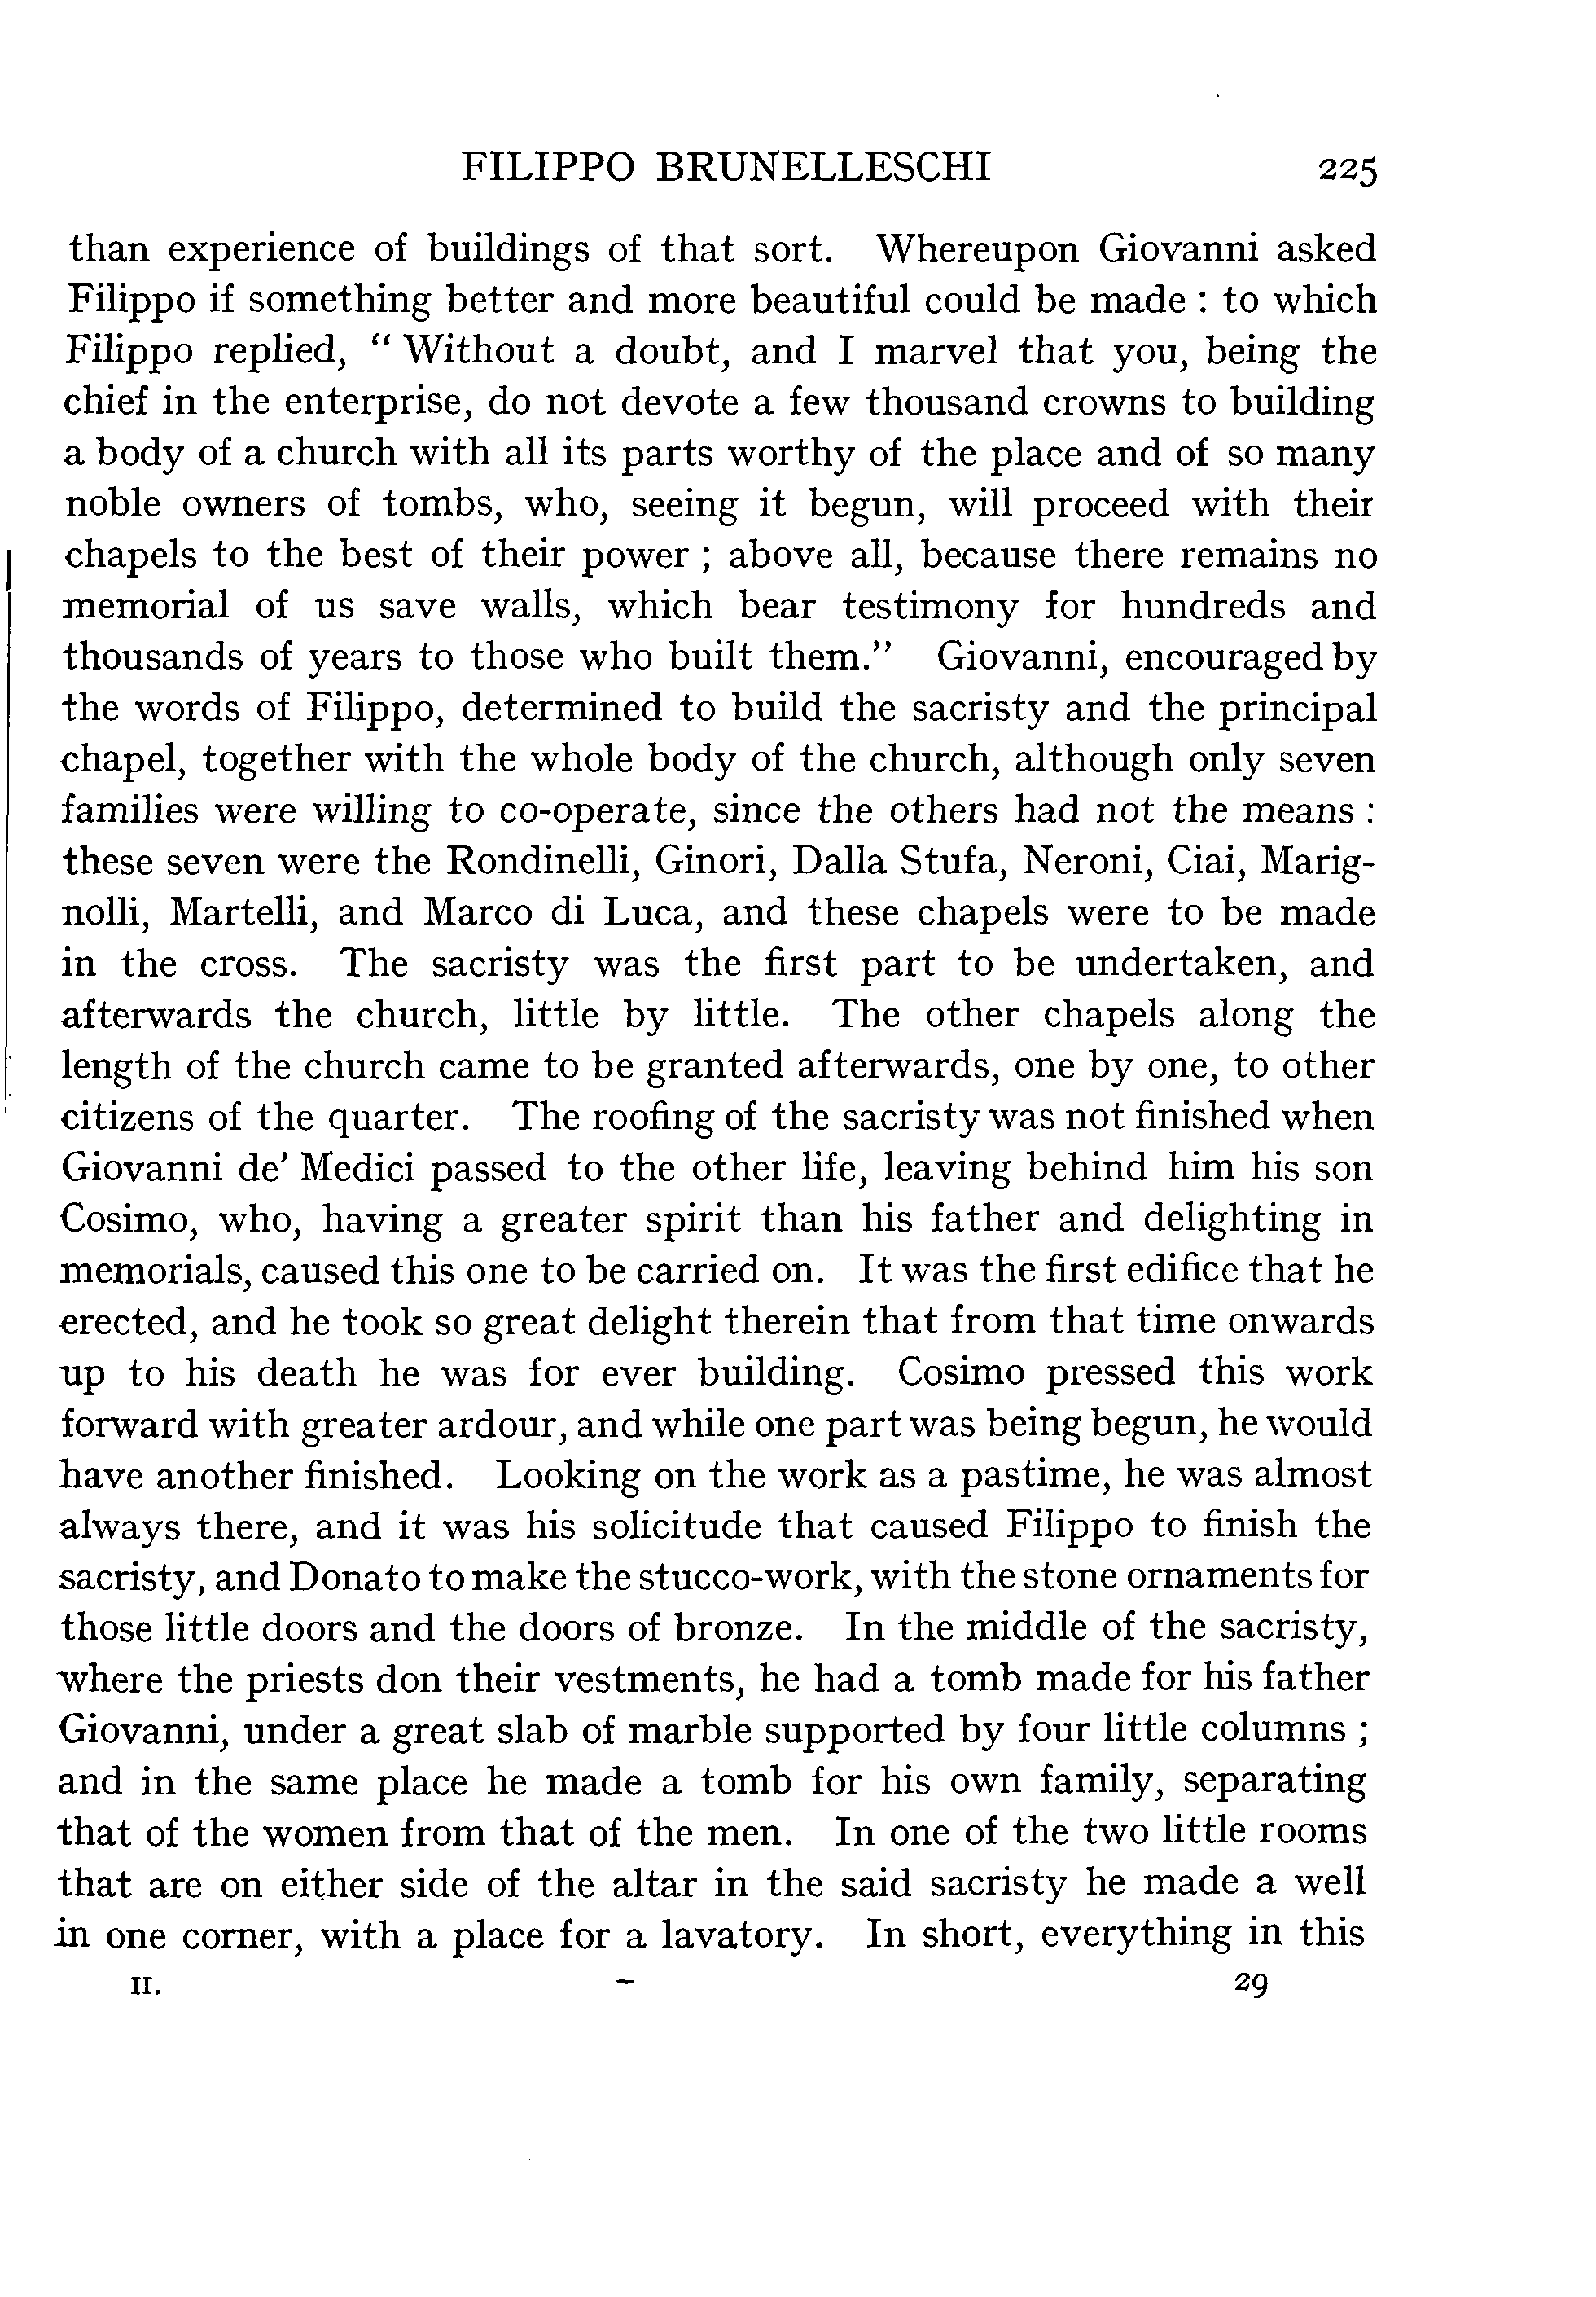 FILIPPO BRUNELLESCHI 225
than experience of buildings of that sort. Whereupon Giovanni asked
Filippo if something better and more beautiful could be made : to which
Filippo replied, “ Without a doubt, and I marvel that you, being the
chief in the enterprise, do not devote a few thousand crowns to building
a body of a church with all its parts worthy of the place and of so many
noble owners of tombs, who, seeing it begun, will proceed with their
chapels to the best of their power ; above all, because there remains no
memorial of us save walls, which bear testimony for hundreds and
thousands of years to those who built them.” Giovanni, encouraged by
the words of Filippo, determined to build the sacristy and the principal
chapel, together with the whole body of the church, although only seven
families were willing to co-operate, since the others had not the means :
these seven were the Rondinelli, Ginori, Dalla Stufa, Neroni, Ciai, Marig-
nolli, Martelli, and Marco di Luca, and these chapels were to be made
in the cross. The sacristy was the first part to be undertaken, and
afterwards the church, little by little. The other chapels along the
length of the church came to be granted afterwards, one by one, to other
citizens of the quarter. The roofing of the sacristy was not finished when
Giovanni de’ Medici passed to the other life, leaving behind him his son
Cosimo, who, having a greater spirit than his father and delighting in
memorials, caused this one to be carried on. It was the first edifice that he
erected, and he took so great delight therein that from that time onwards
up to his death he was for ever building. Cosimo pressed this work
forward with greater ardour, and while one part was being begun, he would
have another finished. Looking on the work as a pastime, he was almost
always there, and it was his solicitude that caused Filippo to finish the
sacristy, and Donato to make the stucco-work, with the stone ornaments for
those little doors and the doors of bronze. In the middle of the sacristy,
where the priests don their vestments, he had a tomb made for his father
Giovanni, under a great slab of marble supported by four little columns ;
and in the same place he made a tomb for his own family, separating
that of the women from that of the men. In one of the two little rooms
that are on either side of the altar in the said sacristy he made a well
in one corner, with a place for a lavatory. In short, everything in this
II. 29